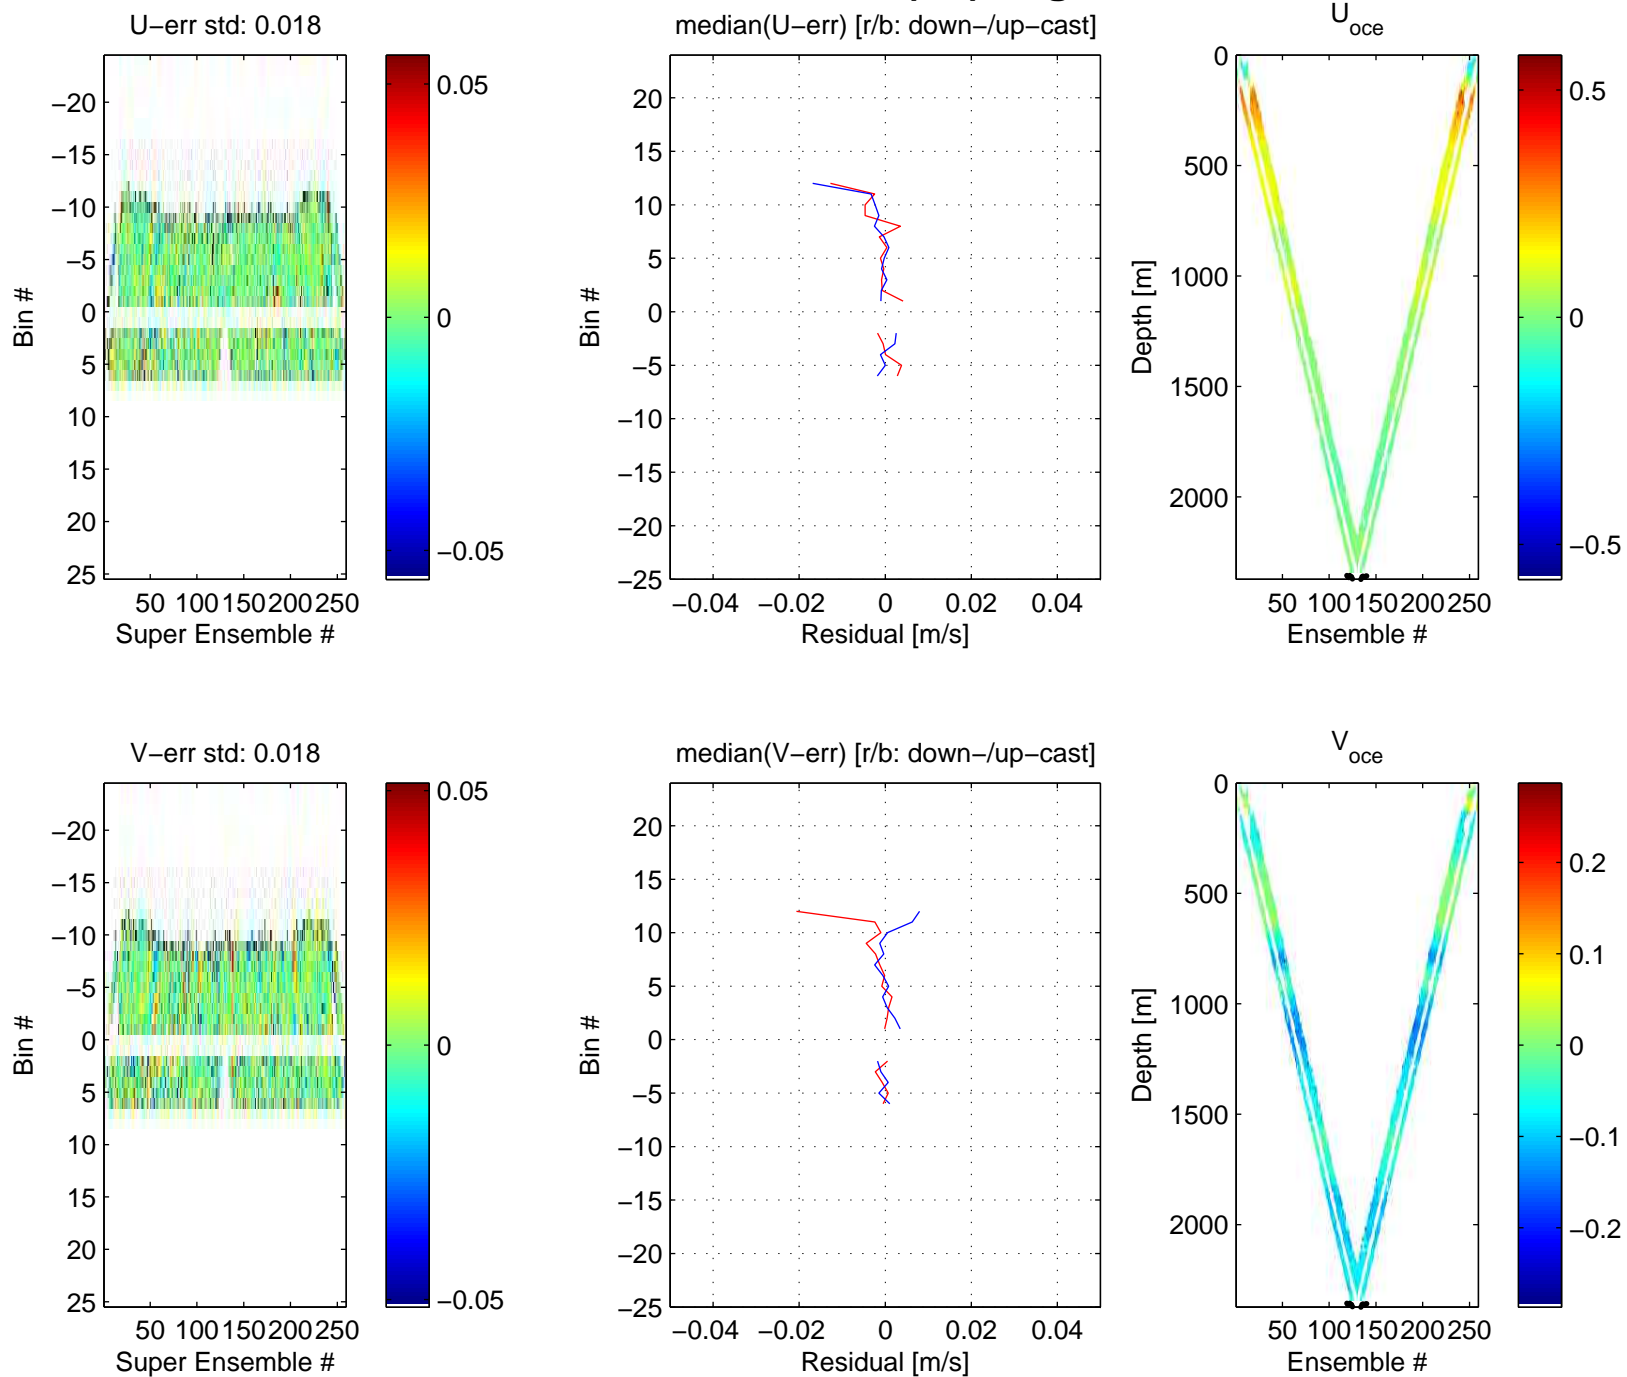 U−err std: 0.018
−20
−15
−10
−5
0
5
10
15
20
25
Bin #
50 100 150 200 250
Super Ensemble #
0.05
0
−0.05
median(U−err) [r/b: down−/up−cast]
20
15
10
5
0
−5
−10
−15
−20
−25
Bin #
−0.04 −0.02 0 0.02 0.04
Residual [m/s]
U oce
0
500
1000
1500
2000
Depth [m]
50 100 150 200 250
Ensemble #
0.5
0
−0.5
V−err std: 0.018
−20
−15
−10
−5
0
5
10
15
20
25
Bin #
50 100 150 200 250
Super Ensemble #
0.05
0
−0.05
median(V−err) [r/b: down−/up−cast]
20
15
10
5
0
−5
−10
−15
−20
−25
Bin #
−0.04 −0.02 0 0.02 0.04
Residual [m/s]
V oce
0
500
1000
1500
2000
Depth [m]
50 100 150 200 250
Ensemble #
0.2
0.1
0
−0.1
−0.2